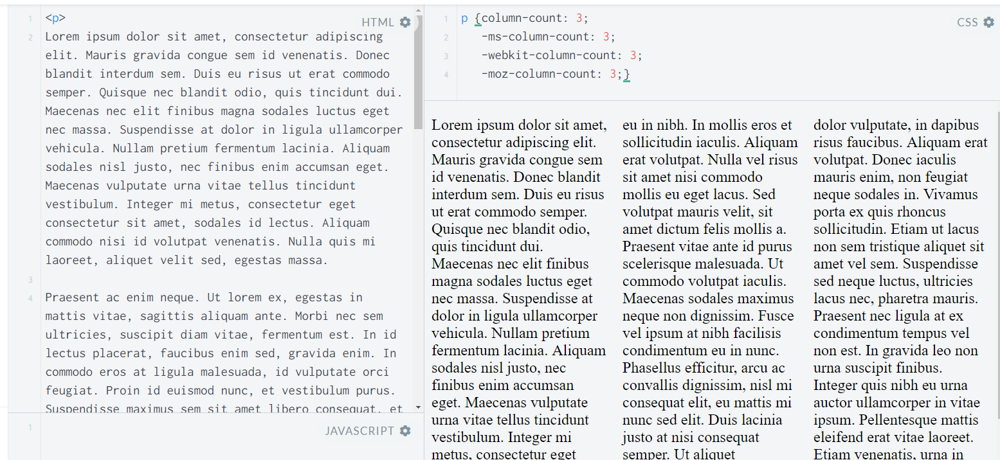 1 <p>
HTML
2 Lorem ipsum dolor sit amet, consectetur adipiscing
elit. Mauris gravida congue sem id venenatis. Donec
blandit interdum sem. Duis eu risus ut erat commodo
semper. Quisque nec blandit odio, quis tincidunt dui.
Maecenas nec elit finibus magna sodales luctus eget
nec massa. Suspendisse at dolor in ligula ullamcorper
vehicula. Nullam pretium fermentum lacinia. Aliquam
sodales nisl justo, nec finibus enim accumsan eget.
Maecenas vulputate urna vitae tellus tincidunt
vestibulum. Integer mi metus, consectetur eget
consectetur sit amet, sodales id lectus. Aliquam
commodo nisi id volutpat venenatis. Nulla quis mi
laoreet, aliquet velit sed, egestas massa.
3
4 Praesent ac enim neque. Ut lorem ex, egestas in
mattis vitae, sagittis aliquam ante. Morbi nec sem
ultricies, suscipit diam vitae, fermentum est. In id
lectus placerat, faucibus enim sed, gravida enim. In
commodo eros at ligula malesuada, id vulputate orci
feugiat. Proin id euismod nunc, et vestibulum purus.
Suspendisse maximus sem sit amet libero consequat, et
1
JAVASCRIPT
1 p {column-count: 3;
CSS
2 -ms-column-count: 3;
3 -webkit-column-count: 3;
4 -moz-column-count: 3;}
Lorem ipsum dolor sit amet,
consectetur adipiscing elit.
Mauris gravida congue sem
id venenatis. Donec blandit
interdum sem. Duis eu risus
ut erat commodo semper.
Quisque nec blandit odio,
quis tincidunt dui.
Maecenas nec elit finibus
magna sodales luctus eget
nec massa. Suspendisse at
dolor in ligula ullamcorper
vehicula. Nullam pretium
fermentum lacinia. Aliquam
sodales nisl justo, nec
finibus enim accumsan
eget. Maecenas vulputate
urna vitae tellus tincidunt
vestibulum. Integer mi
metus, consectetur eget
eu in nibh. In mollis eros et
sollicitudin iaculis. Aliquam
erat volutpat. Nulla vel risus
sit amet nisi commodo
mollis eu eget lacus. Sed
volutpat mauris velit, sit
amet dictum felis mollis a.
Praesent vitae ante id purus
scelerisque malesuada. Ut
commodo volutpat iaculis.
Maecenas sodales maximus
neque non dignissim. Fusce
vel ipsum at nibh facilisis
condimentum eu in nunc.
Phasellus efficitur, arcu ac
convallis dignissim, nisl mi
consequat elit, eu mattis mi
nunc sed elit. Duis lacinia
justo at nisi consequat
semper. Ut aliquet
dolor vulputate, in dapibus
risus faucibus. Aliquam erat
volutpat. Donec iaculis
mauris enim, non feugiat
neque sodales in. Vivamus
porta ex quis rhoncus
sollicitudin. Etiam ut lacus
non sem tristique aliquet sit
amet vel sem. Suspendisse
sed neque luctus, ultricies
lacus nec, pharetra mauris.
Praesent nec ligula at ex
condimentum tempus vel
non est. In gravida leo non
urna suscipit finibus.
Integer quis nibh eu urna
auctor ullamcorper in vitae
ipsum. Pellentesque mattis
eleifend erat vitae laoreet.
Etiam venenatis, urna in